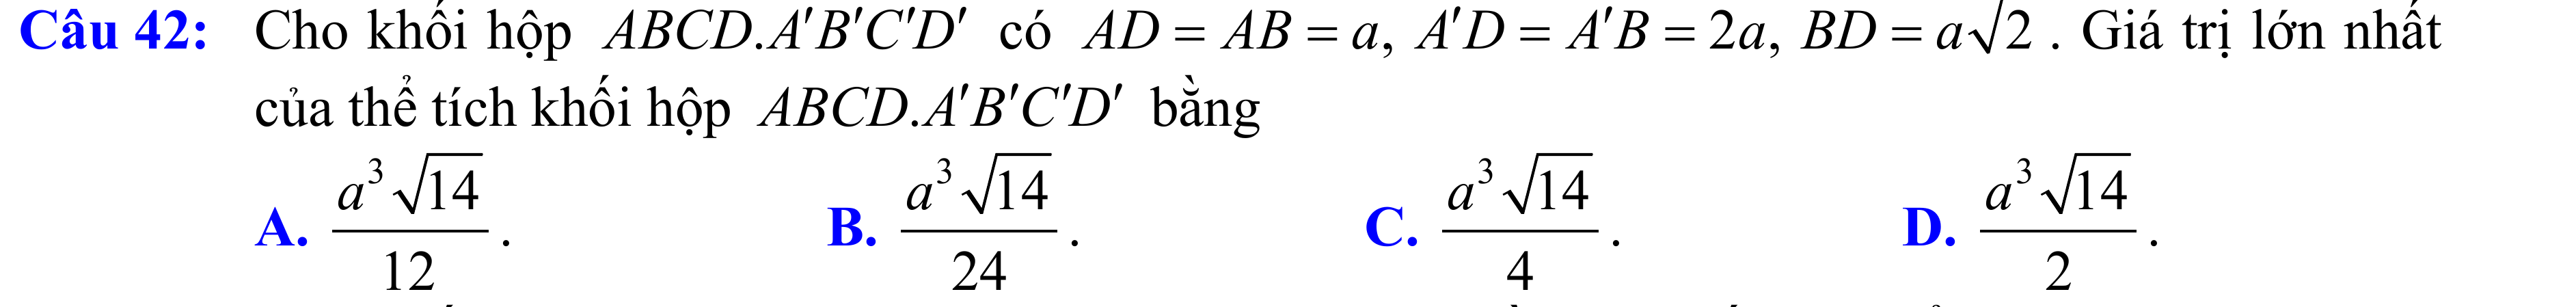 Câu 42: Cho khối hộp ABCD.A'B'C'D' có AD = AB = a, A'D = A'B = 2a, BD = a√2 . Giá trị lớn nhất
của thể tích khối hộp ABCD.A'B'C'D' bằng
A. a³√14/12 . B. a³√14/24 . C. a³√14/4 . D. a³√14/2 .